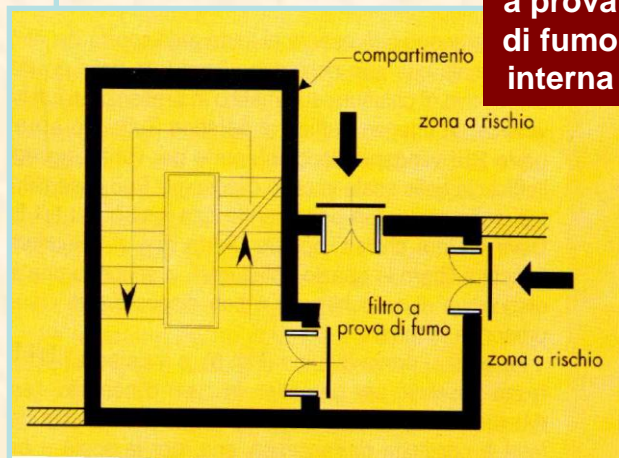 a prova
di fumo
interna
compartimento
zona a rischio
filtro a
prova di fumo
zona a rischio